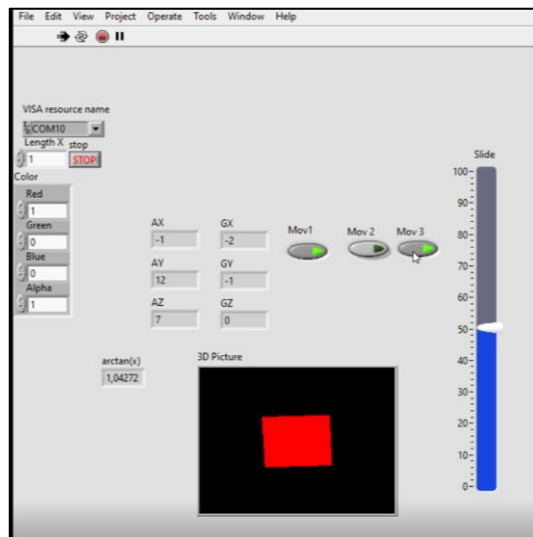 File Edit View Project Operate Tools Window Help
VISA resource name
COM10
Length X stop
1 STOP
Color
Red
1
Green
0
Blue
0
Alpha
1
AX GX
-1 -2
AY GY
12 -1
AZ GZ
7 0
arctan(x)
1,04272
Mov1 Mov 2 Mov 3
3D Picture
Slide
100-
90-
80-
70-
60-
50-
40-
30-
20-
10-
0-